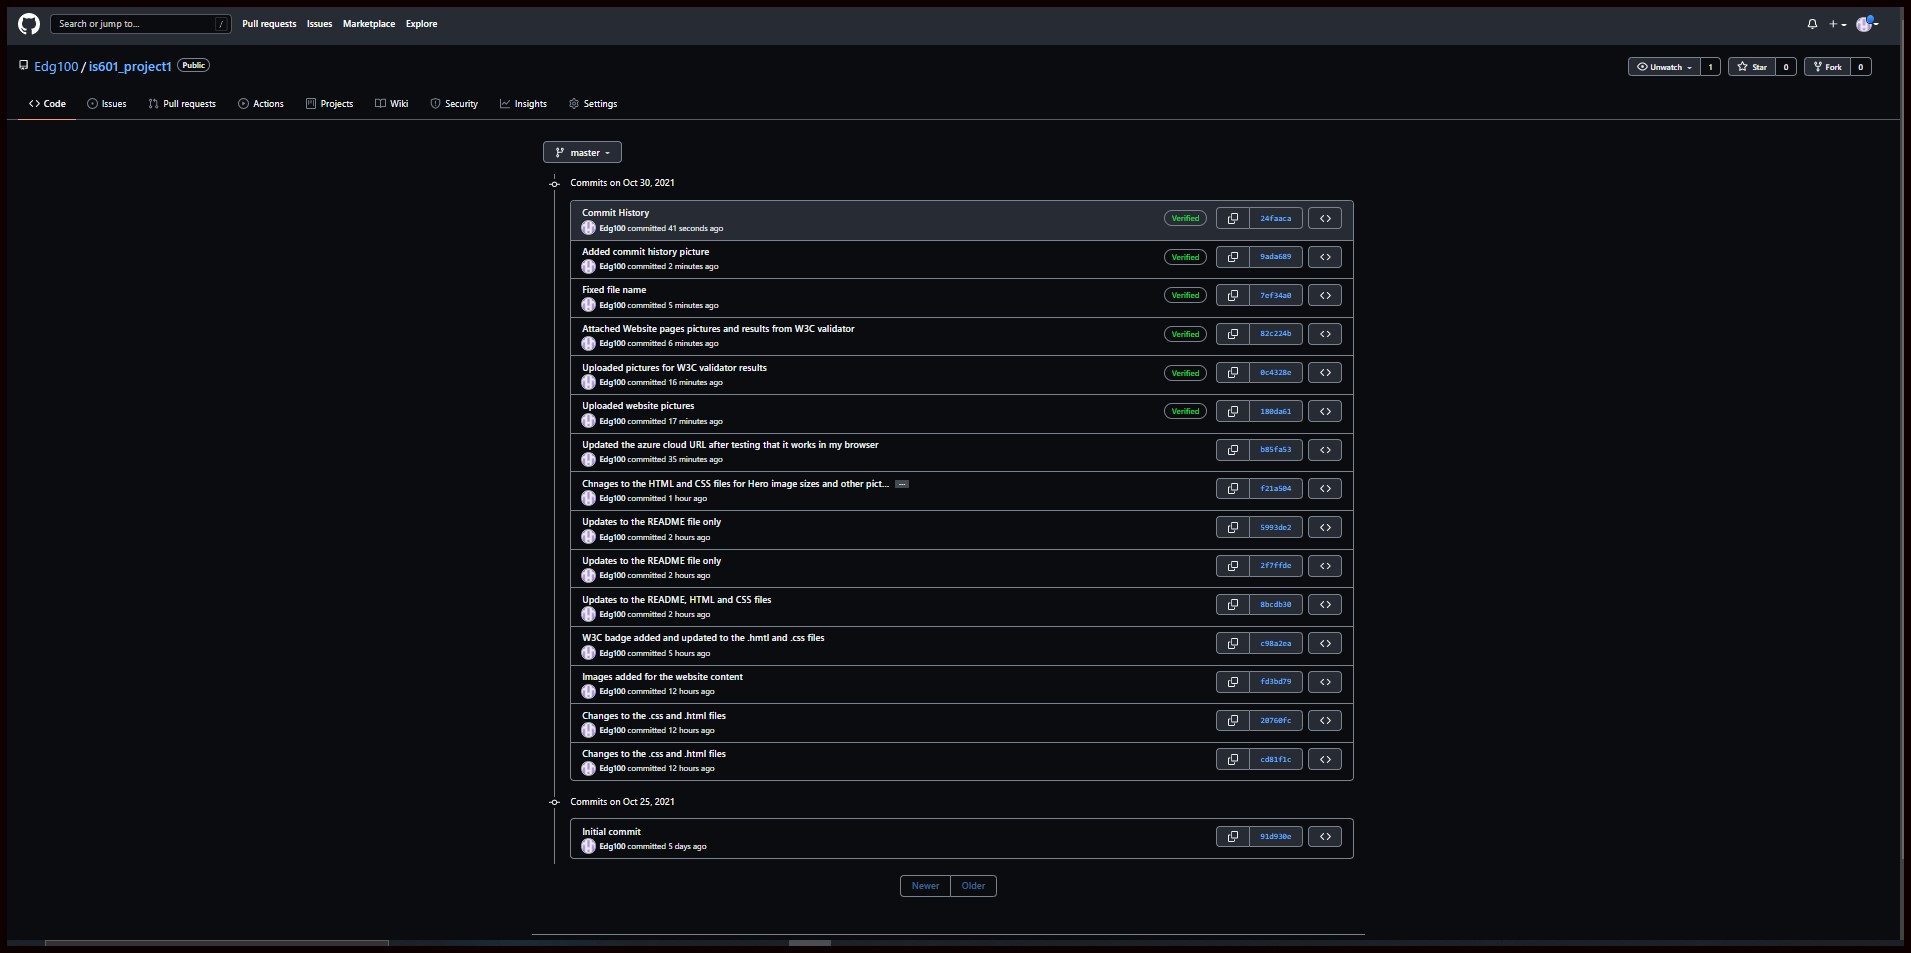 Search or jump to... / Pull requests Issues Marketplace Explore
Edg100 / is601_project1 Public Unwatch 1 Star 0 Fork 0
Code Issues Pull requests Actions Projects Wiki Security Insights Settings
master
Commits on Oct 30, 2021
Commit History
Edg100 committed 41 seconds ago Verified 24faaca
Added commit history picture
Edg100 committed 2 minutes ago Verified 9ada689
Fixed file name
Edg100 committed 5 minutes ago Verified 7ef34a0
Attached Website pages pictures and results from W3C validator
Edg100 committed 6 minutes ago Verified 82c224b
Uploaded pictures for W3C validator results
Edg100 committed 16 minutes ago Verified 0c4328e
Uploaded website pictures
Edg100 committed 17 minutes ago Verified 180da61
Updated the azure cloud URL after testing that it works in my browser
Edg100 committed 35 minutes ago b85fa53
Chnages to the HTML and CSS files for Hero image sizes and other pict... ...
Edg100 committed 1 hour ago f21a504
Updates to the README file only
Edg100 committed 2 hours ago 5993de2
Updates to the README file only
Edg100 committed 2 hours ago 2f7ffde
Updates to the README, HTML and CSS files
Edg100 committed 2 hours ago 8bcdb30
W3C badge added and updated to the .hmtl and .css files
Edg100 committed 5 hours ago c98a2ea
Images added for the website content
Edg100 committed 12 hours ago fd3bd79
Changes to the .css and .html files
Edg100 committed 12 hours ago 20760fc
Changes to the .css and .html files
Edg100 committed 12 hours ago cd81f1c
Commits on Oct 25, 2021
Initial commit
Edg100 committed 5 days ago 91d930e
Newer Older